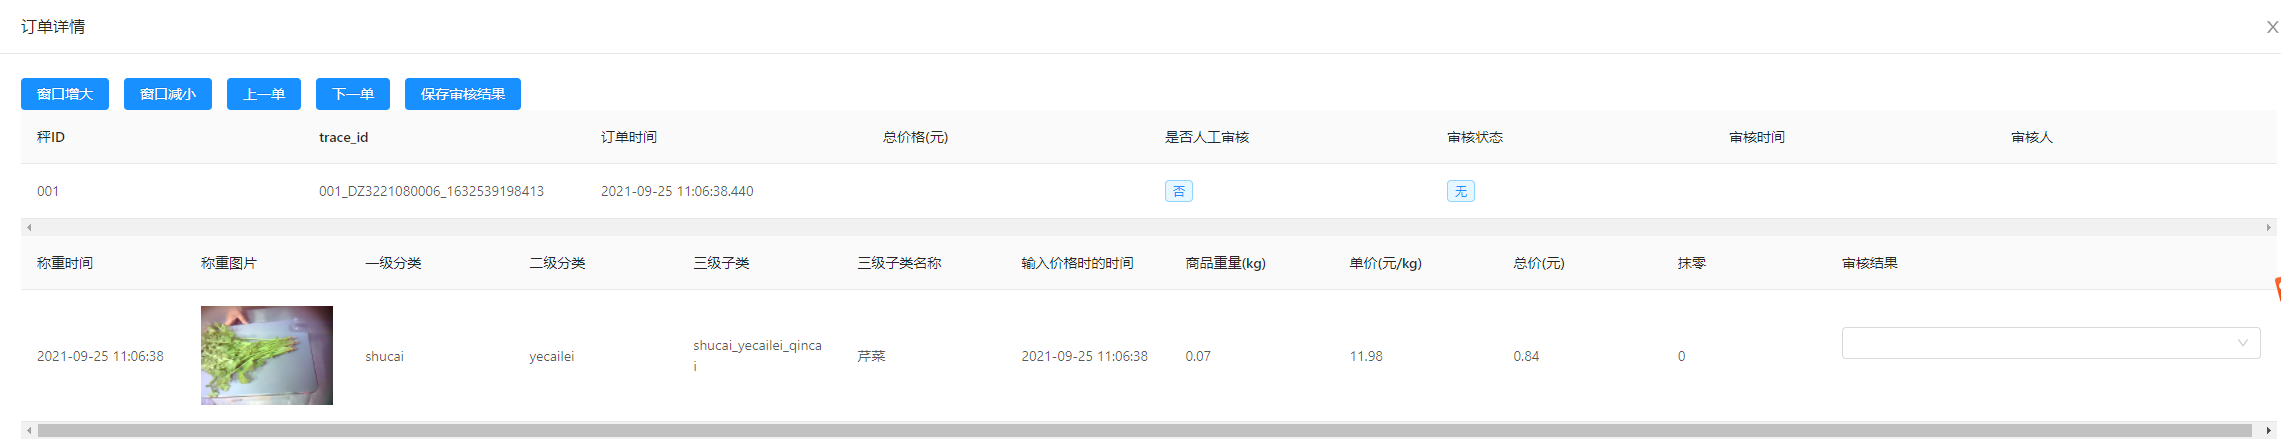 订单详情
X
窗口增大 窗口减小 上一单 下一单 保存审核结果
秤ID trace_id 订单时间 总价格(元) 是否人工审核 审核状态 审核时间 审核人
001 001_DZ3221080006_1632539198413 2021-09-25 11:06:38.440 否 无
称重时间 称重图片 一级分类 二级分类 三级子类 三级子类名称 输入价格时的时间 商品重量(kg) 单价(元/kg) 总价(元) 抹零 审核结果
2021-09-25 11:06:38 shucai yecailei shucai_yecailei_qinca
i 芹菜 2021-09-25 11:06:38 0.07 11.98 0.84 0